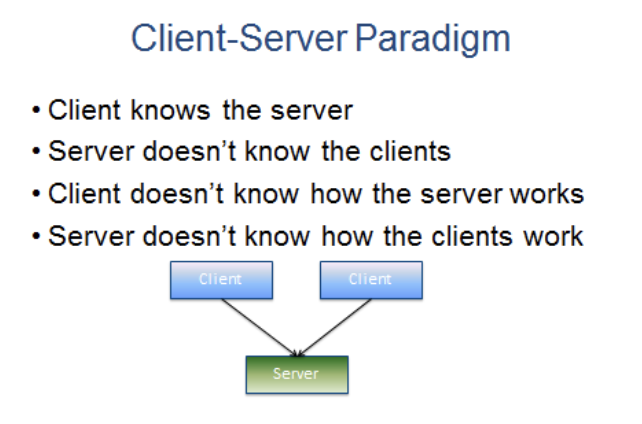 Client-Server Paradigm
• Client knows the server
• Server doesn't know the clients
• Client doesn't know how the server works
• Server doesn't know how the clients work
Client Client
Server